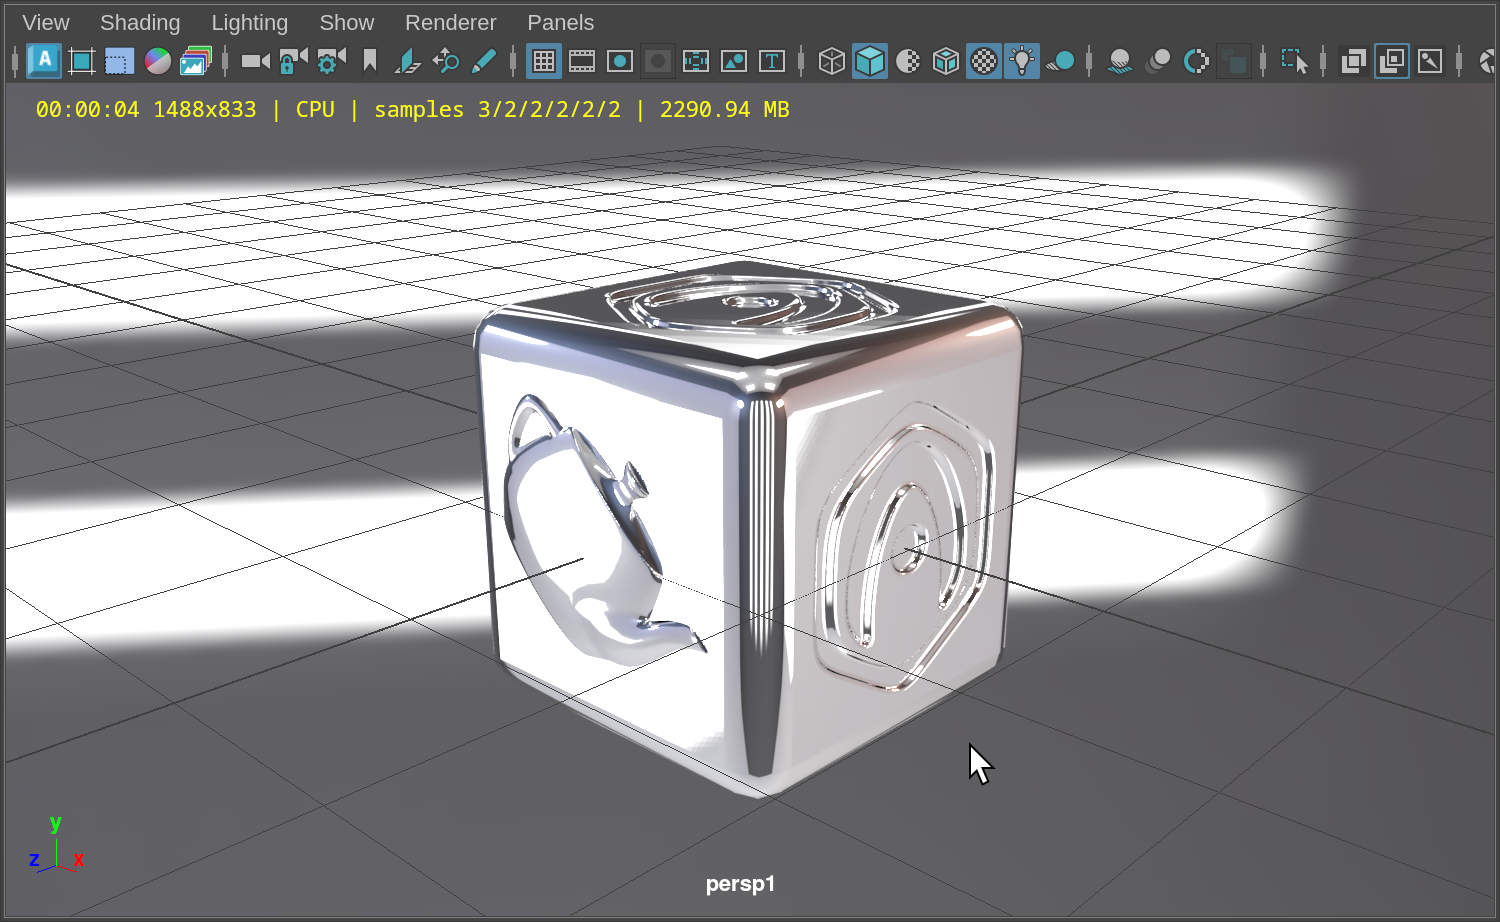 View Shading Lighting Show Renderer Panels
A T
00:00:04 1488x833 | CPU | samples 3/2/2/2/2/2 | 2290.94 MB
y
z x
persp1